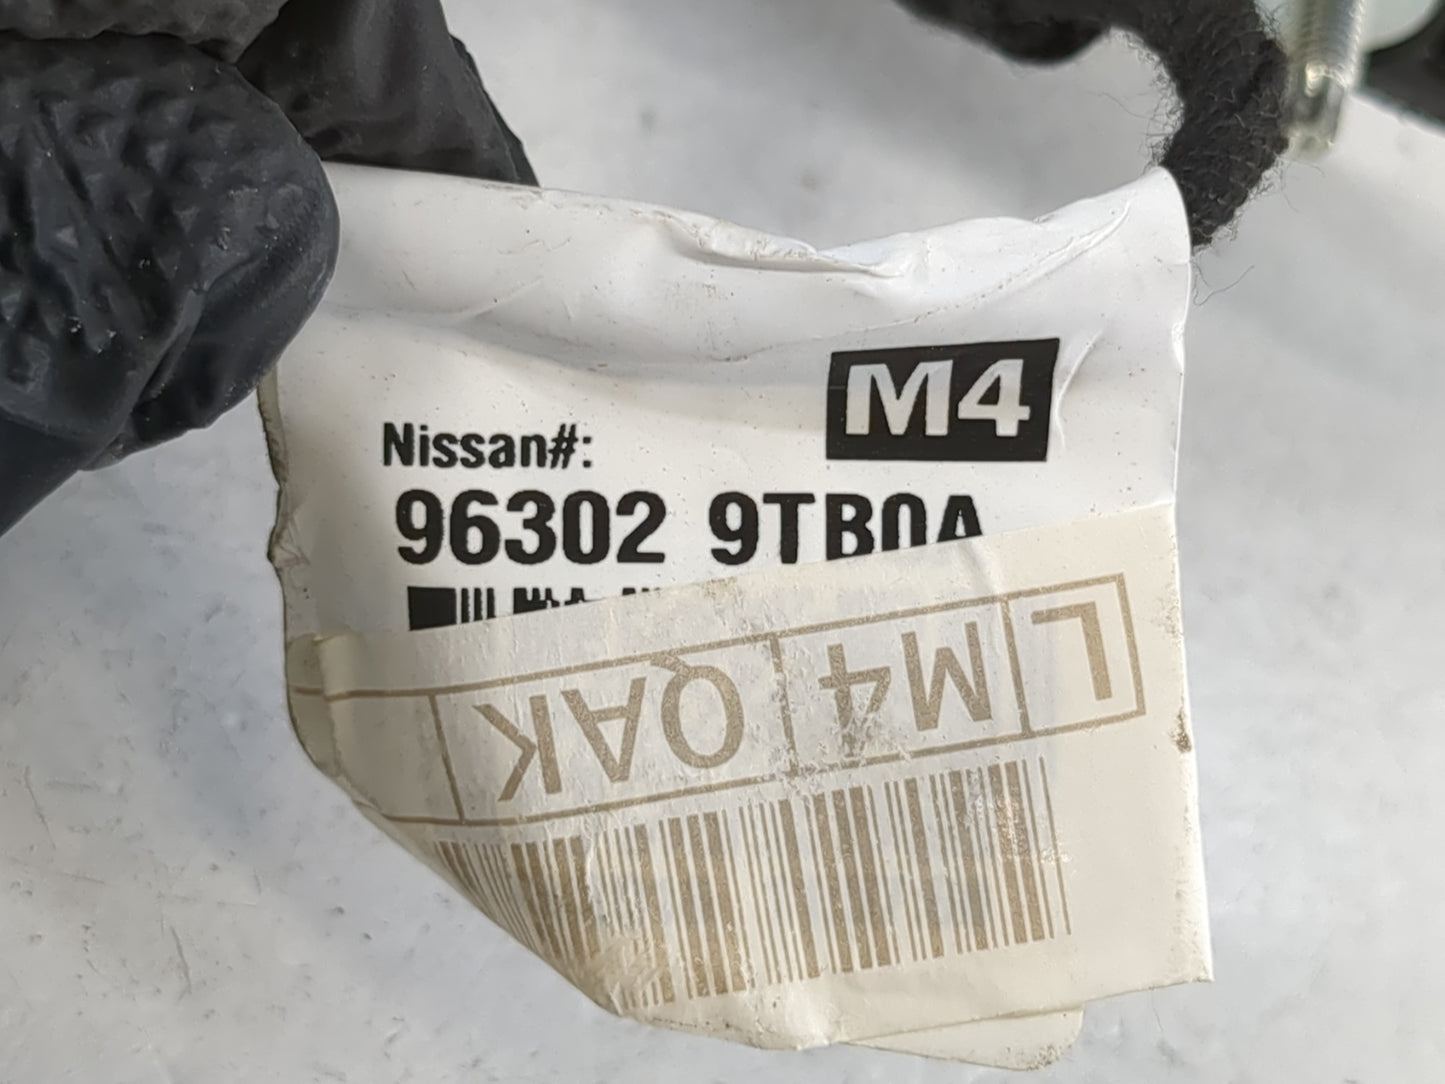 M4
Nissan#:
96302 9TB0A
L M4 QAK